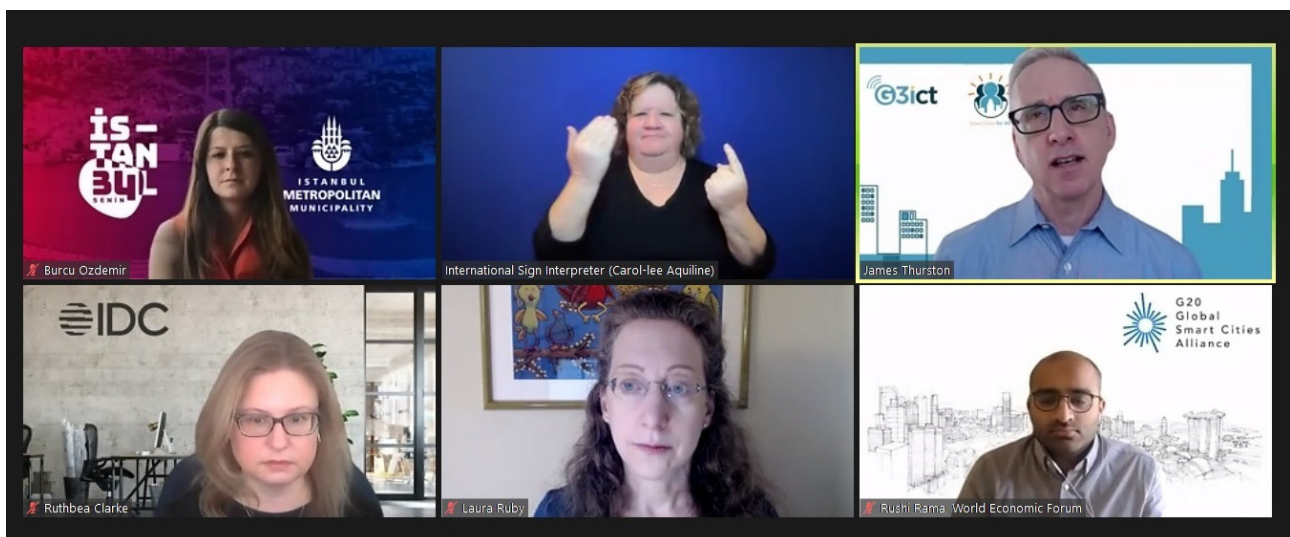 İS-
TAN
34L
SENİN
ISTANBUL
METROPOLITAN
MUNICIPALITY
Burcu Ozdemir
International Sign Interpreter (Carol-lee Aquiline)
G3ict
James Thurston
IDC
Ruthbea Clarke
Laura Ruby
G20
Global
Smart Cities
Alliance
Rushi Rama World Economic Forum